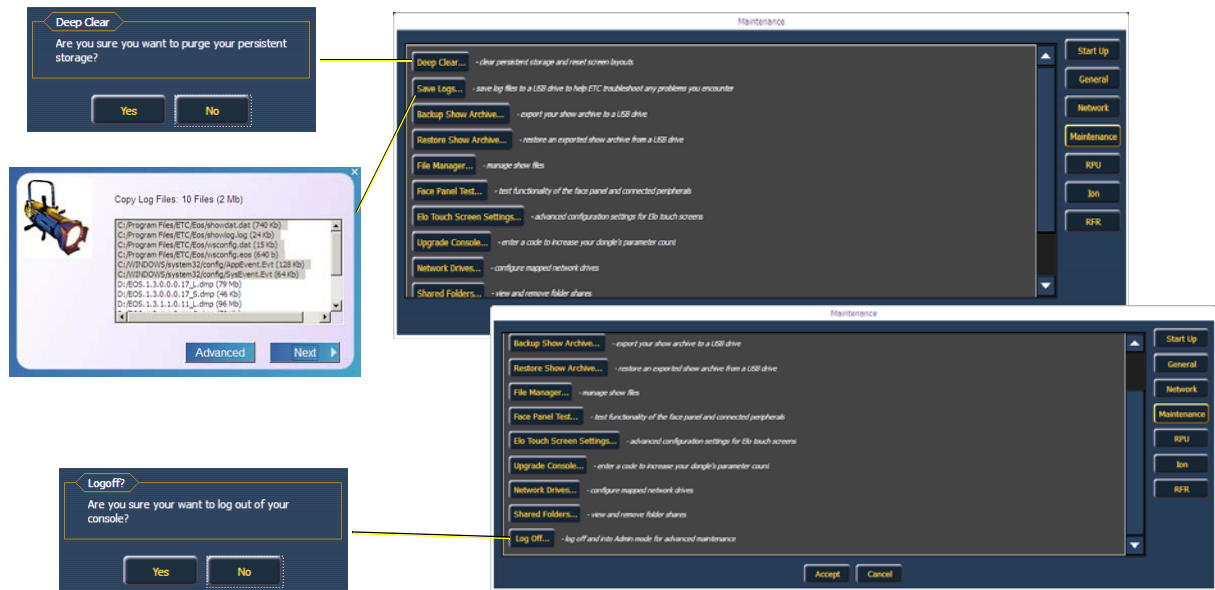 Deep Clear
Are you sure you want to purge your persistent
storage?
Yes
No
Copy Log Files: 10 Files (2 Mb)
C:/Program Files/ETC/Eos/showdat.dat (740 Kb)
C:/Program Files/ETC/Eos/showlog.log (24 Kb)
C:/Program Files/ETC/Eos/wsconfig.dat (15 Kb)
C:/Program Files/ETC/Eos/wsconfig.eos (640 b)
C:/WINDOWS/system32/config/AppEvent.Evt (128 Kb)
C:/WINDOWS/system32/config/SysEvent.Evt (64 Kb)
D:/EOS.1.3.0.0.0.17_L.dmp (79 Mb)
D:/EOS.1.3.0.0.0.17_S.dmp (46 Kb)
D:/EOS.1.3.1.1.0.11_L.dmp (96 Mb)
Advanced
Next
Logoff?
Are you sure your want to log out of your
console?
Yes
No
Maintenance
Deep Clear... - clear persistent storage and reset screen layouts
Save Logs... - save log files to a USB drive to help ETC troubleshoot any problems you encounter
Backup Show Archive... - export your show archive to a USB drive
Restore Show Archive... - restore an exported show archive from a USB drive
File Manager... - manage show files
Face Panel Test... - test functionality of the face panel and connected peripherals
Elo Touch Screen Settings... - advanced configuration settings for Elo touch screens
Upgrade Console... - enter a code to increase your dongle's parameter count
Network Drives... - configure mapped network drives
Shared Folders... - view and remove folder shares
Start Up
General
Network
Maintenance
RPU
Ion
RFR
Maintenance
Backup Show Archive... - export your show archive to a USB drive
Restore Show Archive... - restore an exported show archive from a USB drive
File Manager... - manage show files
Face Panel Test... - test functionality of the face panel and connected peripherals
Elo Touch Screen Settings... - advanced configuration settings for Elo touch screens
Upgrade Console... - enter a code to increase your dongle's parameter count
Network Drives... - configure mapped network drives
Shared Folders... - view and remove folder shares
Log Off... - log off and into Admin mode for advanced maintenance
Start Up
General
Network
Maintenance
RPU
Ion
RFR
Accept
Cancel